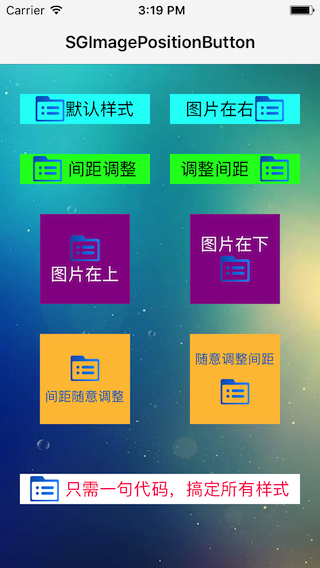 Carrier 3:19 PM
SGImagePositionButton
默认样式
图片在右
间距调整
调整间距
图片在上
图片在下
间距随意调整
随意调整间距
只需一句代码，搞定所有样式